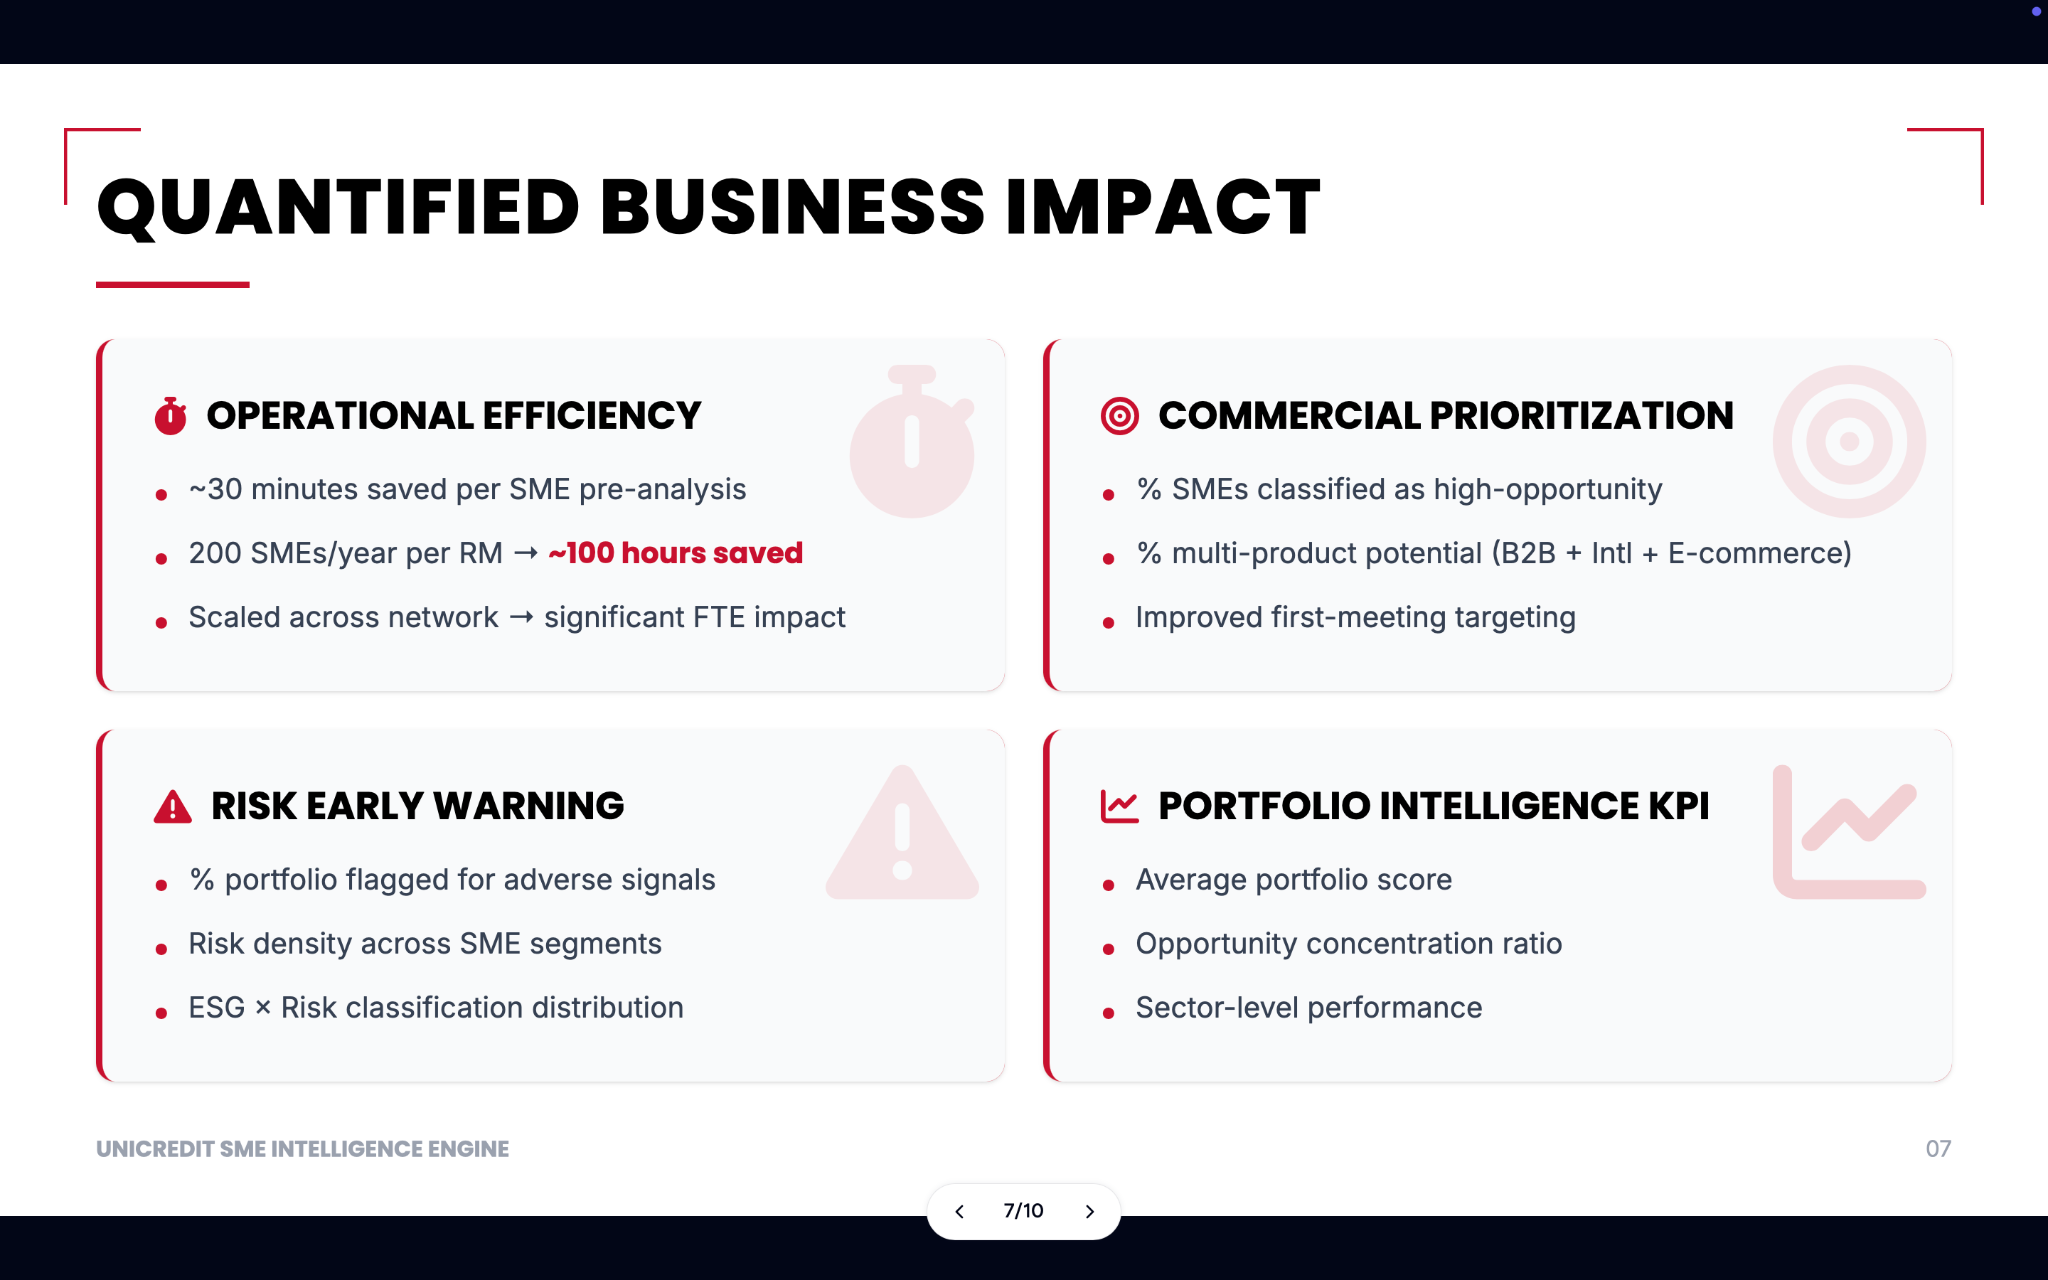 QUANTIFIED BUSINESS IMPACT
OPERATIONAL EFFICIENCY
~30 minutes saved per SME pre-analysis
200 SMEs/year per RM → ~100 hours saved
Scaled across network → significant FTE impact
COMMERCIAL PRIORITIZATION
% SMEs classified as high-opportunity
% multi-product potential (B2B + Intl + E-commerce)
Improved first-meeting targeting
RISK EARLY WARNING
% portfolio flagged for adverse signals
Risk density across SME segments
ESG × Risk classification distribution
PORTFOLIO INTELLIGENCE KPI
Average portfolio score
Opportunity concentration ratio
Sector-level performance
UNICREDIT SME INTELLIGENCE ENGINE
07
7/10